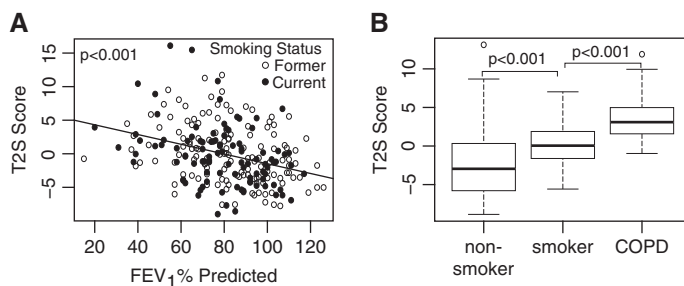 A
p<0.001
Smoking Status
Former
Current
T2S Score
15
10
5
0
−5
20 40 60 80 100 120
FEV1% Predicted
B
p<0.001
p<0.001
T2S Score
10
5
0
−5
non-
smoker
smoker
COPD